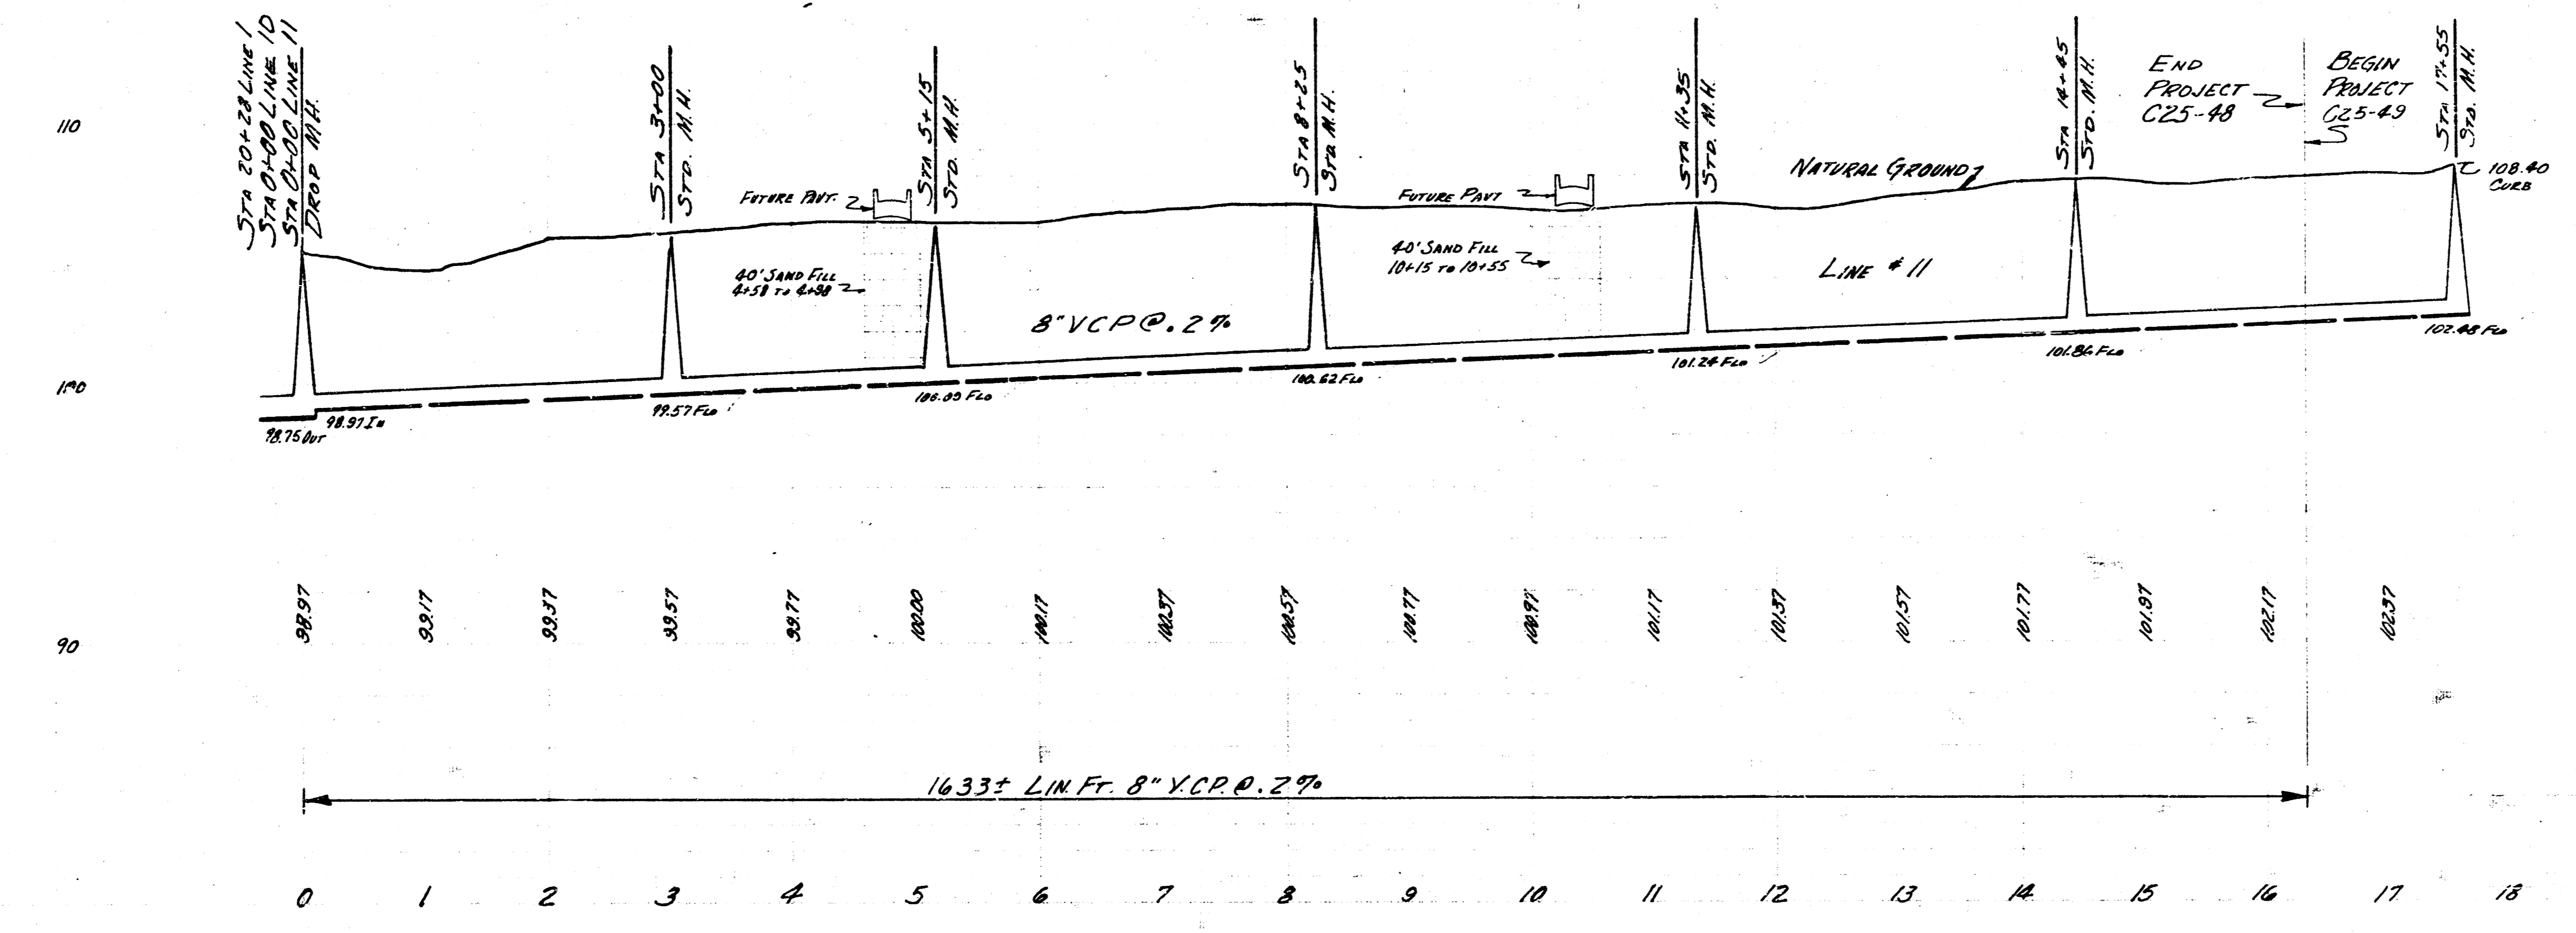 STA 20+28 LINE 1
STA 0+00 LINE 10
STA 0+00 LINE 11
DROP M.H.
STA 3+00
STD. M.H.
STA 5+15
STD. M.H.
STA 8+25
STD. M.H.
STA 11+35
STD. M.H.
STA 14+45
STD. M.H.
END
PROJECT
C25-48
BEGIN
PROJECT
C25-49
STA 17+55
STD. M.H.
110
FUTURE PAVT.
FUTURE PAVT
NATURAL GROUND
108.40
CURB
40' SAND FILL
4+58 TO 4+98
40' SAND FILL
10+15 TO 10+55
LINE # 11
8" VCP @ .2%
100
98.75 OUT
98.97 IN
99.57 FLO
100.00 FLO
100.62 FLO
101.24 FLO
101.86 FLO
102.48 FLO
98.97 99.17 99.37 99.57 99.77 100.00 100.17 100.37 100.57 100.77 100.97 101.17 101.37 101.57 101.77 101.97 102.17 102.37
90
1633± LIN. FT. 8" V.C.P. @ .2%
0 1 2 3 4 5 6 7 8 9 10 11 12 13 14 15 16 17 18